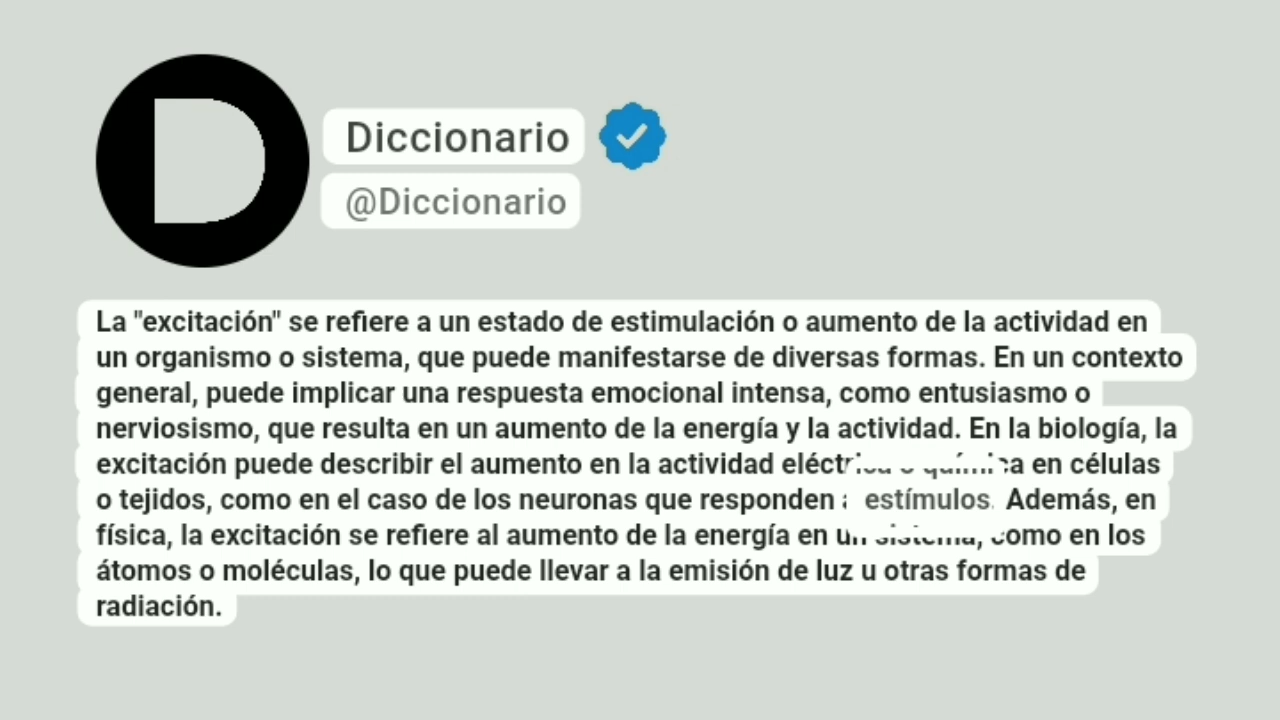 D
Diccionario
@Diccionario
La "excitación" se refiere a un estado de estimulación o aumento de la actividad en
un organismo o sistema, que puede manifestarse de diversas formas. En un contexto
general, puede implicar una respuesta emocional intensa, como entusiasmo o
nerviosismo, que resulta en un aumento de la energía y la actividad. En la biología, la
excitación puede describir el aumento en la actividad eléctrica o química en células
o tejidos, como en el caso de los neuronas que responden a estímulos. Además, en
física, la excitación se refiere al aumento de la energía en un sistema, como en los
átomos o moléculas, lo que puede llevar a la emisión de luz u otras formas de
radiación.